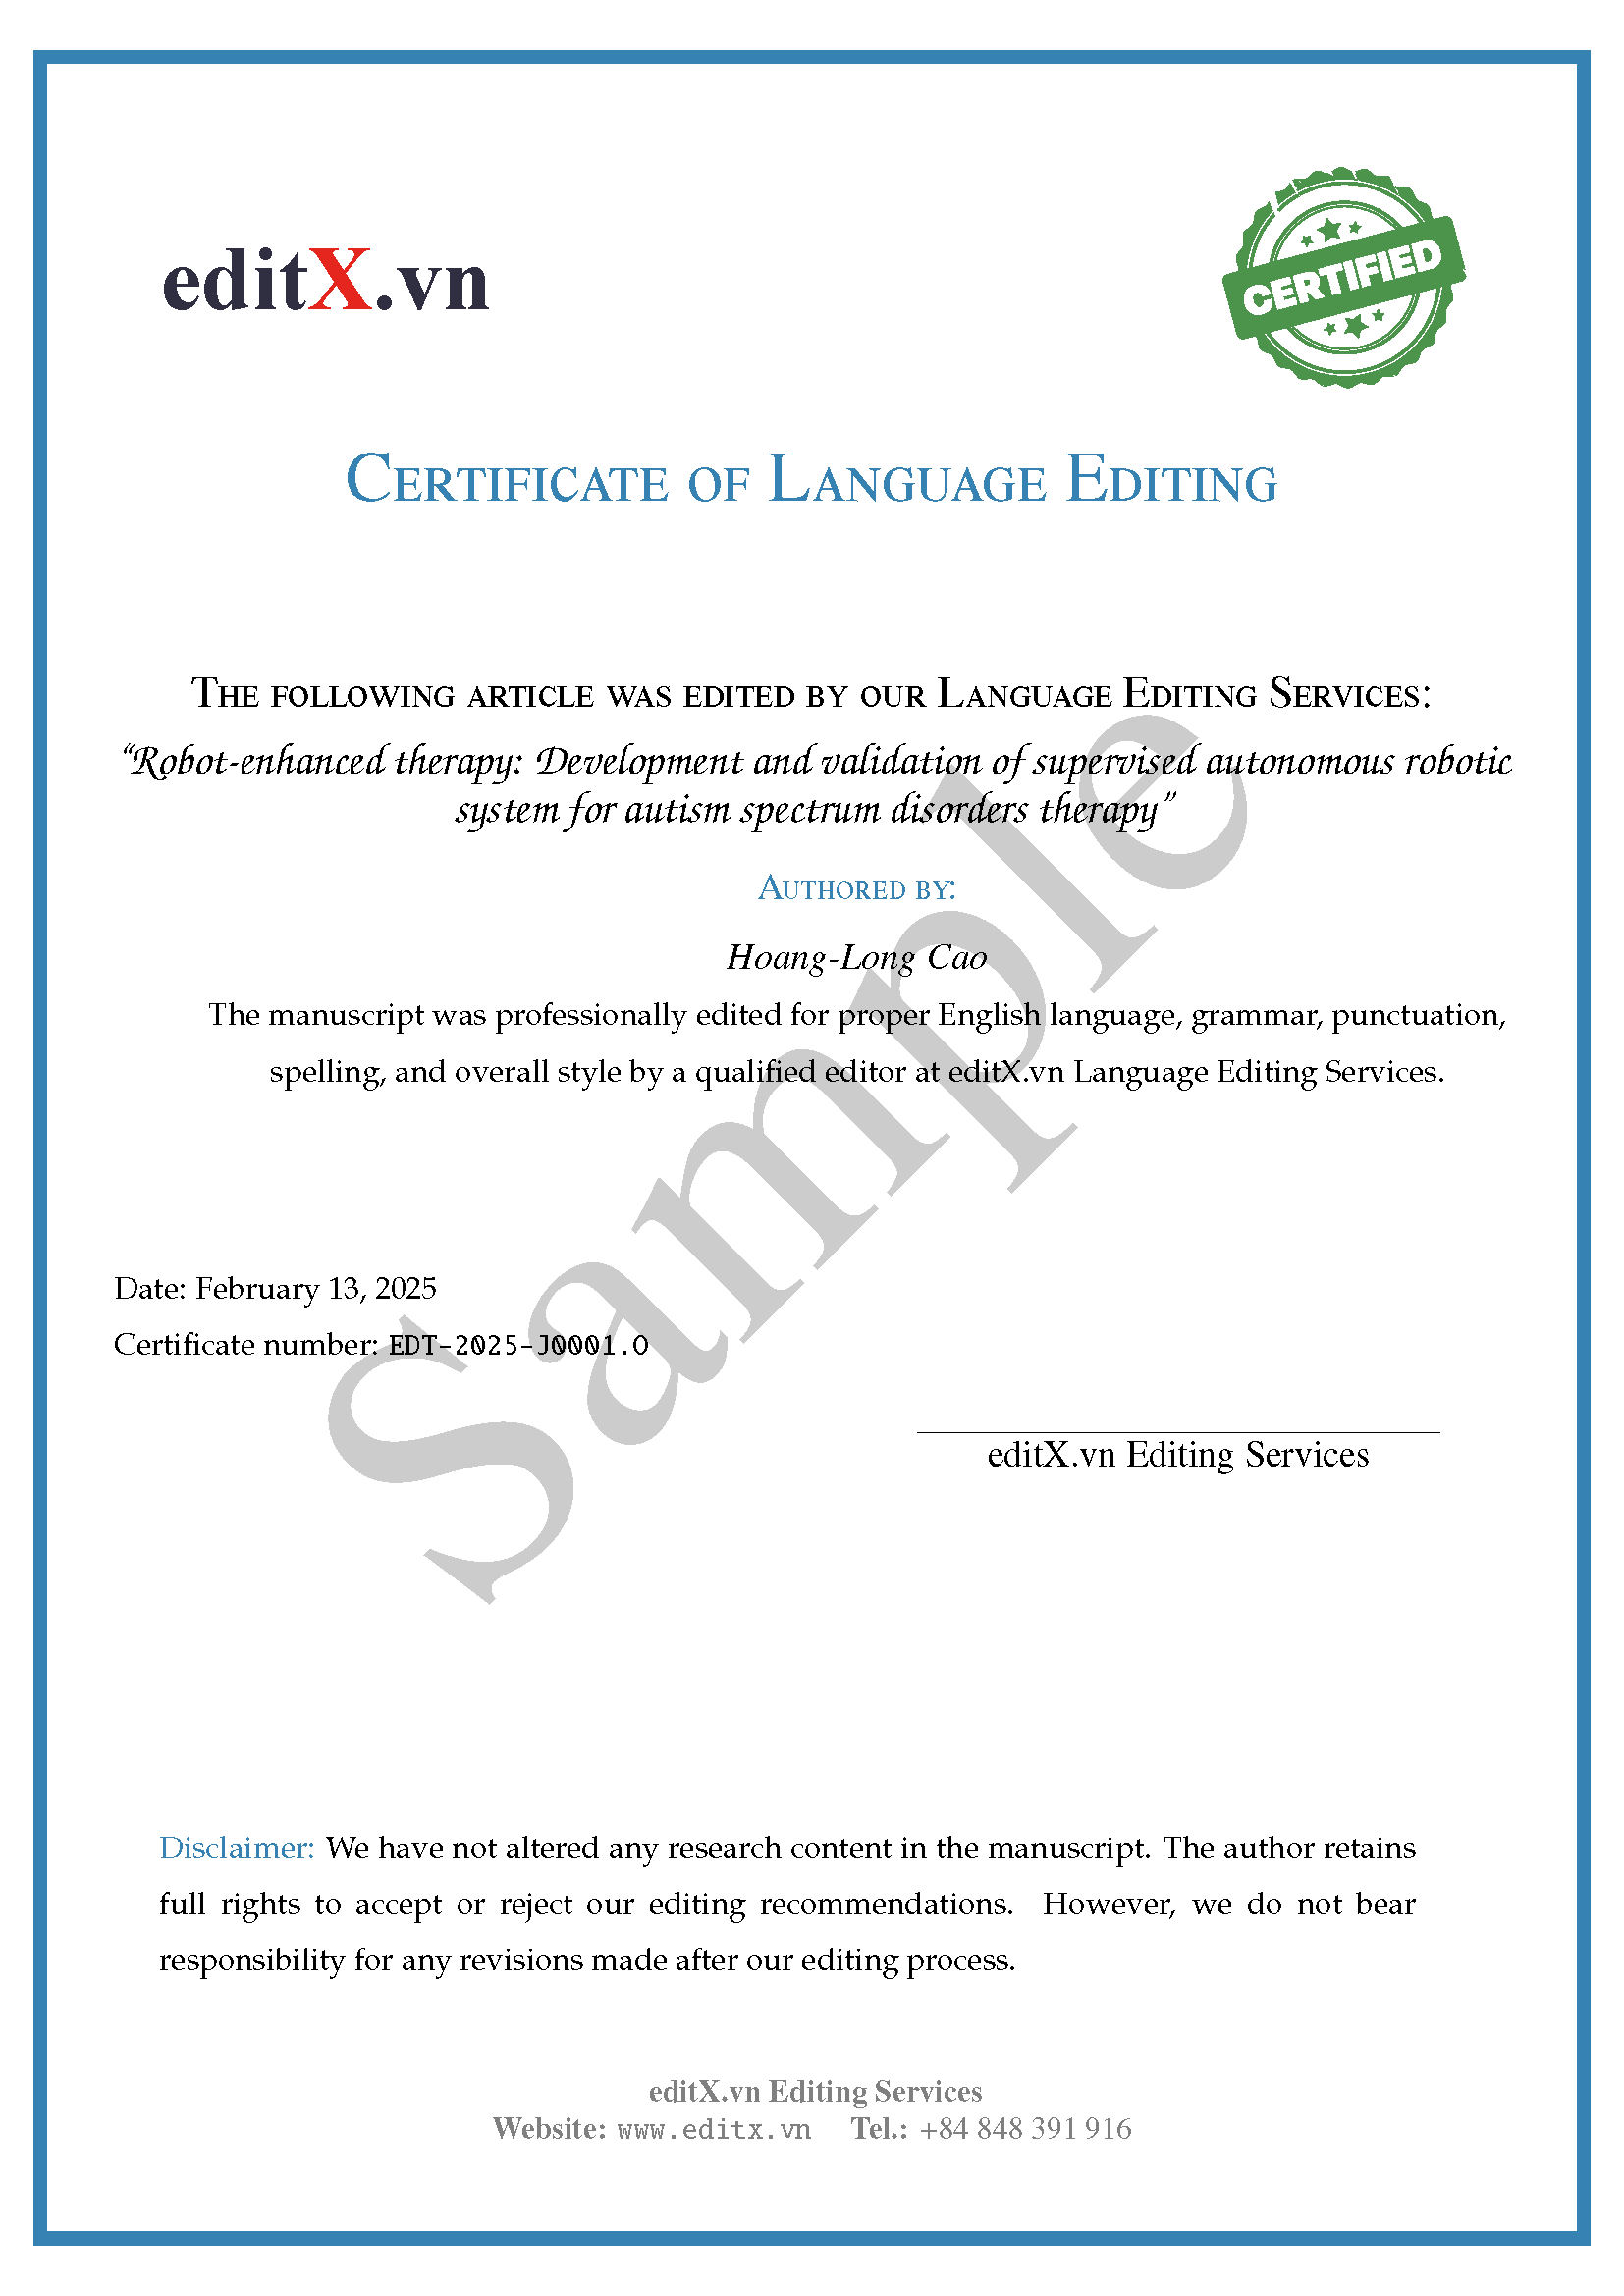 editX.vn
CERTIFIED
Certificate of Language Editing
The following article was edited by our Language Editing Services:
“Robot-enhanced therapy: Development and validation of supervised autonomous robotic
system for autism spectrum disorders therapy”
Authored by:
Hoang-Long Cao
The manuscript was professionally edited for proper English language, grammar, punctuation,
spelling, and overall style by a qualified editor at editX.vn Language Editing Services.
Sample
Date: February 13, 2025
Certificate number: EDT-2025-J0001.O
editX.vn Editing Services
Disclaimer: We have not altered any research content in the manuscript. The author retains
full rights to accept or reject our editing recommendations. However, we do not bear
responsibility for any revisions made after our editing process.
editX.vn Editing Services
Website: www.editx.vn Tel.: +84 848 391 916